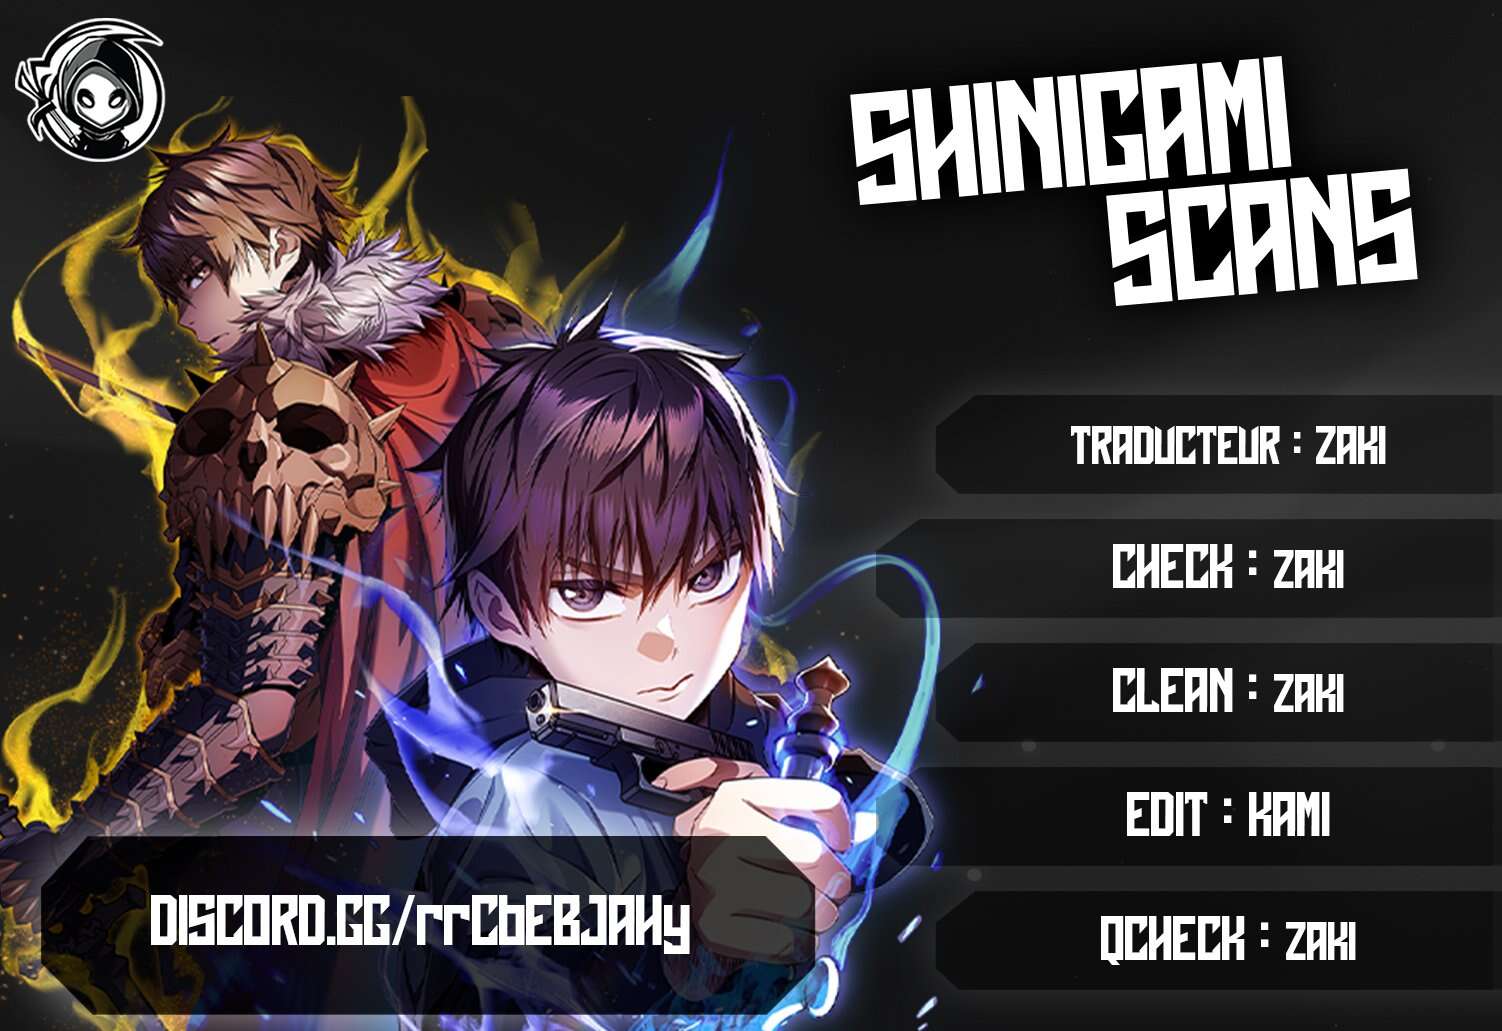 SHINIGAMI
SCANS
TRADUCTEUR : ZAKI
CHECK : ZAKI
CLEAN : ZAKI
EDIT : KAMI
QCHECK : ZAKI
DISCORD.GG/rrCbEBJAHy